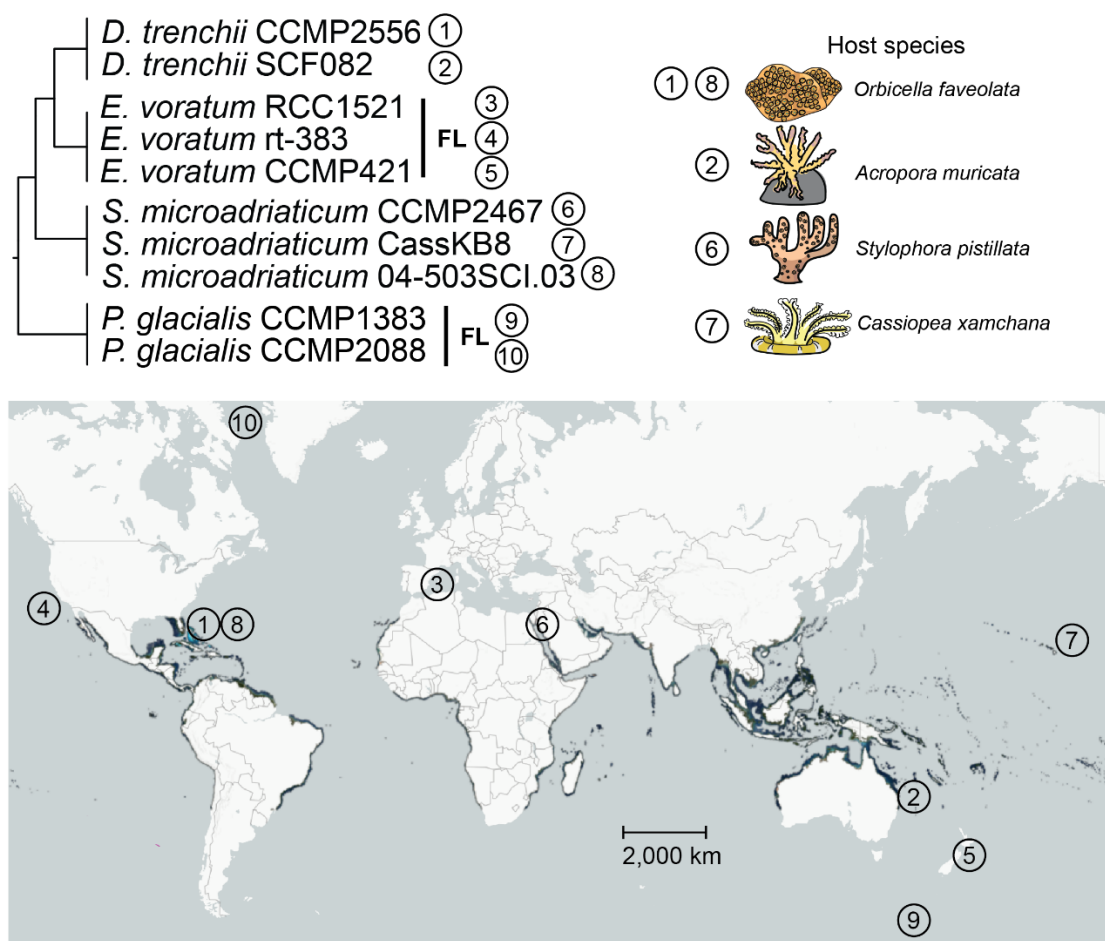 D. trenchii CCMP2556 1
D. trenchii SCF082 2
E. voratum RCC1521 3
E. voratum rt-383 FL 4
E. voratum CCMP421 5
S. microadriaticum CCMP2467 6
S. microadriaticum CassKB8 7
S. microadriaticum 04-503SCI.03 8
P. glacialis CCMP1383 9
FL
P. glacialis CCMP2088 10
Host species
1 8 Orbicella faveolata
2 Acropora muricata
6 Stylophora pistillata
7 Cassiopea xamchana
10
3
4
1 8
6
7
2
2,000 km
5
9